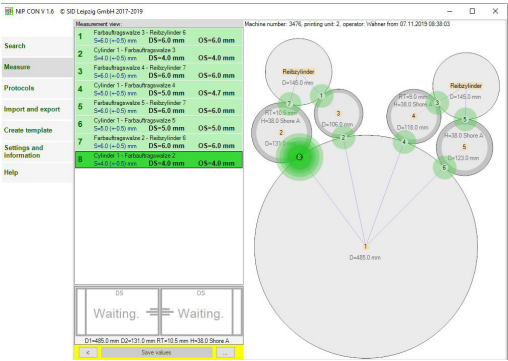 NIP CON V 1.6 © SID Leipzig GmbH 2017-2019
Search
Measure
Protocols
Import and export
Create template
Settings and
information
Help
Measurement view:
1 Farbauftragswalze 3 - Reibzylinder 6
S=6.0 (+-0.5) mm DS=6.0 mm OS=6.0 mm
2 Cylinder 1 - Farbauftragswalze 3
S=4.0 (+-0.5) mm DS=4.0 mm OS=4.0 mm
3 Farbauftragswalze 4 - Reibzylinder 7
S=6.0 (+-0.5) mm DS=6.0 mm OS=6.0 mm
4 Cylinder 1 - Farbauftragswalze 4
S=5.0 (+-0.5) mm DS=5.0 mm OS=4.7 mm
5 Farbauftragswalze 5 - Reibzylinder 7
S=6.0 (+-0.5) mm DS=6.0 mm OS=6.0 mm
6 Cylinder 1 - Farbauftragswalze 5
S=5.0 (+-0.5) mm DS=5.0 mm OS=5.0 mm
7 Farbauftragswalze 2 - Reibzylinder 6
S=6.0 (+-0.5) mm DS=6.0 mm OS=6.0 mm
8 Cylinder 1 - Farbauftragswalze 2
S=4.0 (+-0.5) mm DS=4.0 mm OS=4.0 mm
DS OS
Waiting. Waiting.
D1=485.0 mm D2=131.0 mm RT=10.5 mm H=38.0 Shore A
< Save values ...
Machine number: 3476, printing unit: 2, operator: Wahner from 07.11.2019 08:38:03
Reibzylinder
D=145.0 mm
Reibzylinder
D=145.0 mm
7
1
RT=9.0 mm
3
H=38.0 Shore A
RT=10.5 mm
H=38.0 Shore A
3
D=106.0 mm
4
D=118.0 mm
5
H=38.0 Shore A
2
2
4
5
D=123.0 mm
8
6
1
D=485.0 mm